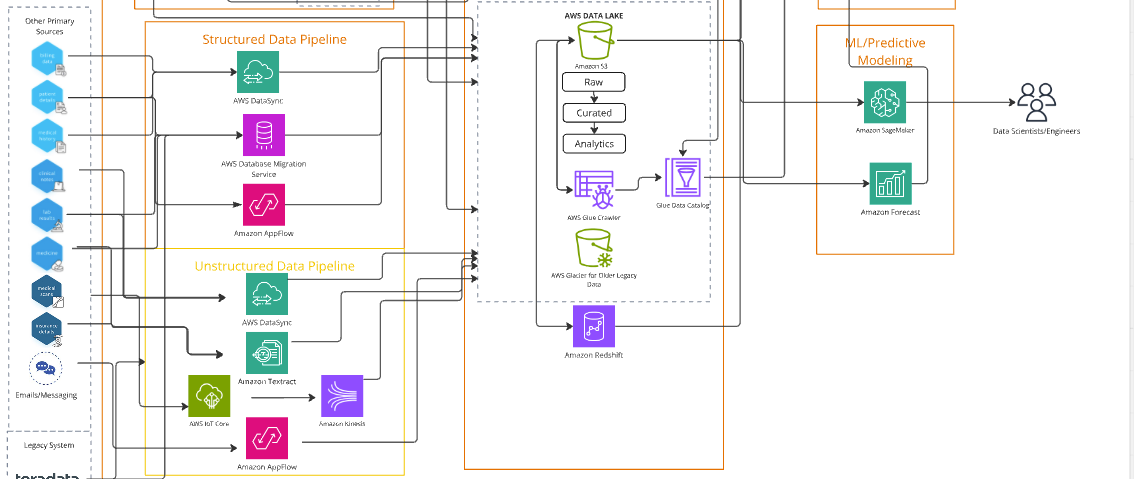 Other Primary
Sources
billing
data
patient
details
medical
history
clinical
notes
lab
results
medicine
medical
scans
insurance
details
Emails/Messaging
Legacy System
teradata
Structured Data Pipeline
AWS DataSync
AWS Database Migration
Service
Amazon AppFlow
Unstructured Data Pipeline
AWS DataSync
Amazon Textract
AWS IoT Core
Amazon Kinesis
Amazon AppFlow
AWS DATA LAKE
Amazon S3
Raw
Curated
Analytics
AWS Glue Crawler
Glue Data Catalog
AWS Glacier for Older Legacy
Data
Amazon Redshift
ML/Predictive
Modeling
Amazon SageMaker
Amazon Forecast
Data Scientists/Engineers